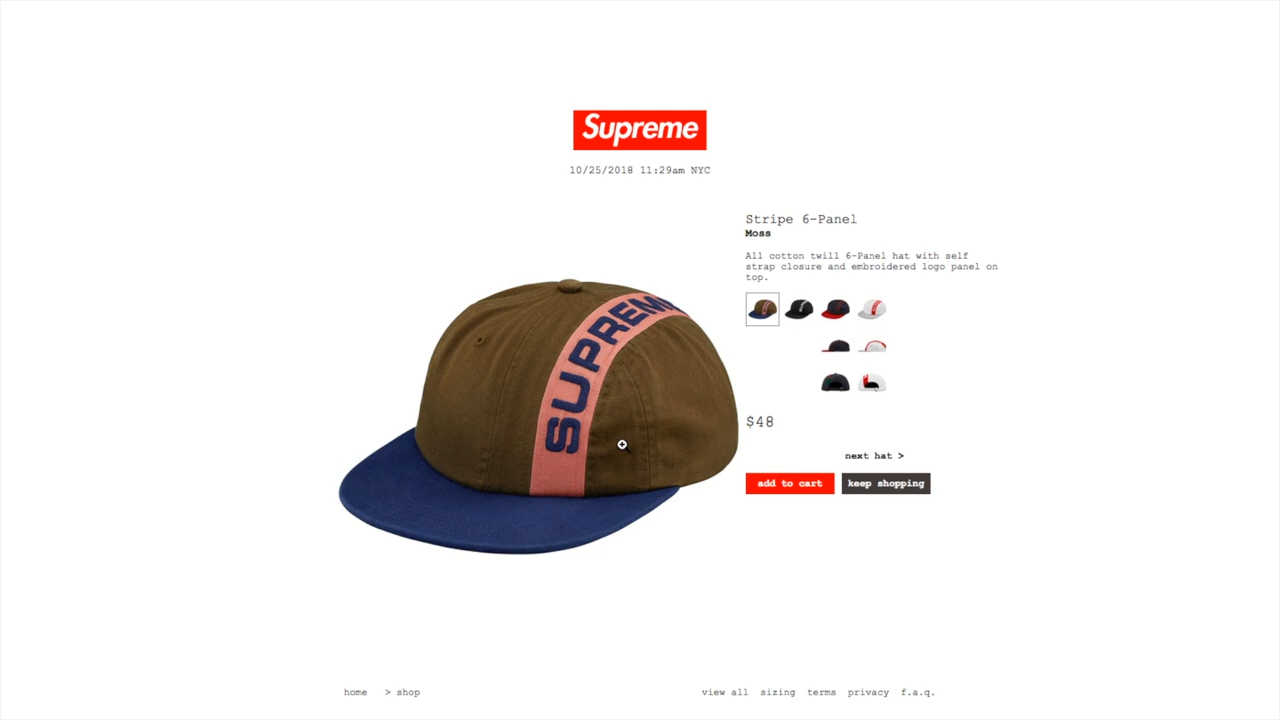 Supreme
10/25/2018 11:29am NYC
Stripe 6-Panel
Moss
All cotton twill 6-Panel hat with self
strap closure and embroidered logo panel on
top.
SUPREME
$48
next hat >
add to cart keep shopping
home > shop view all sizing terms privacy f.a.q.